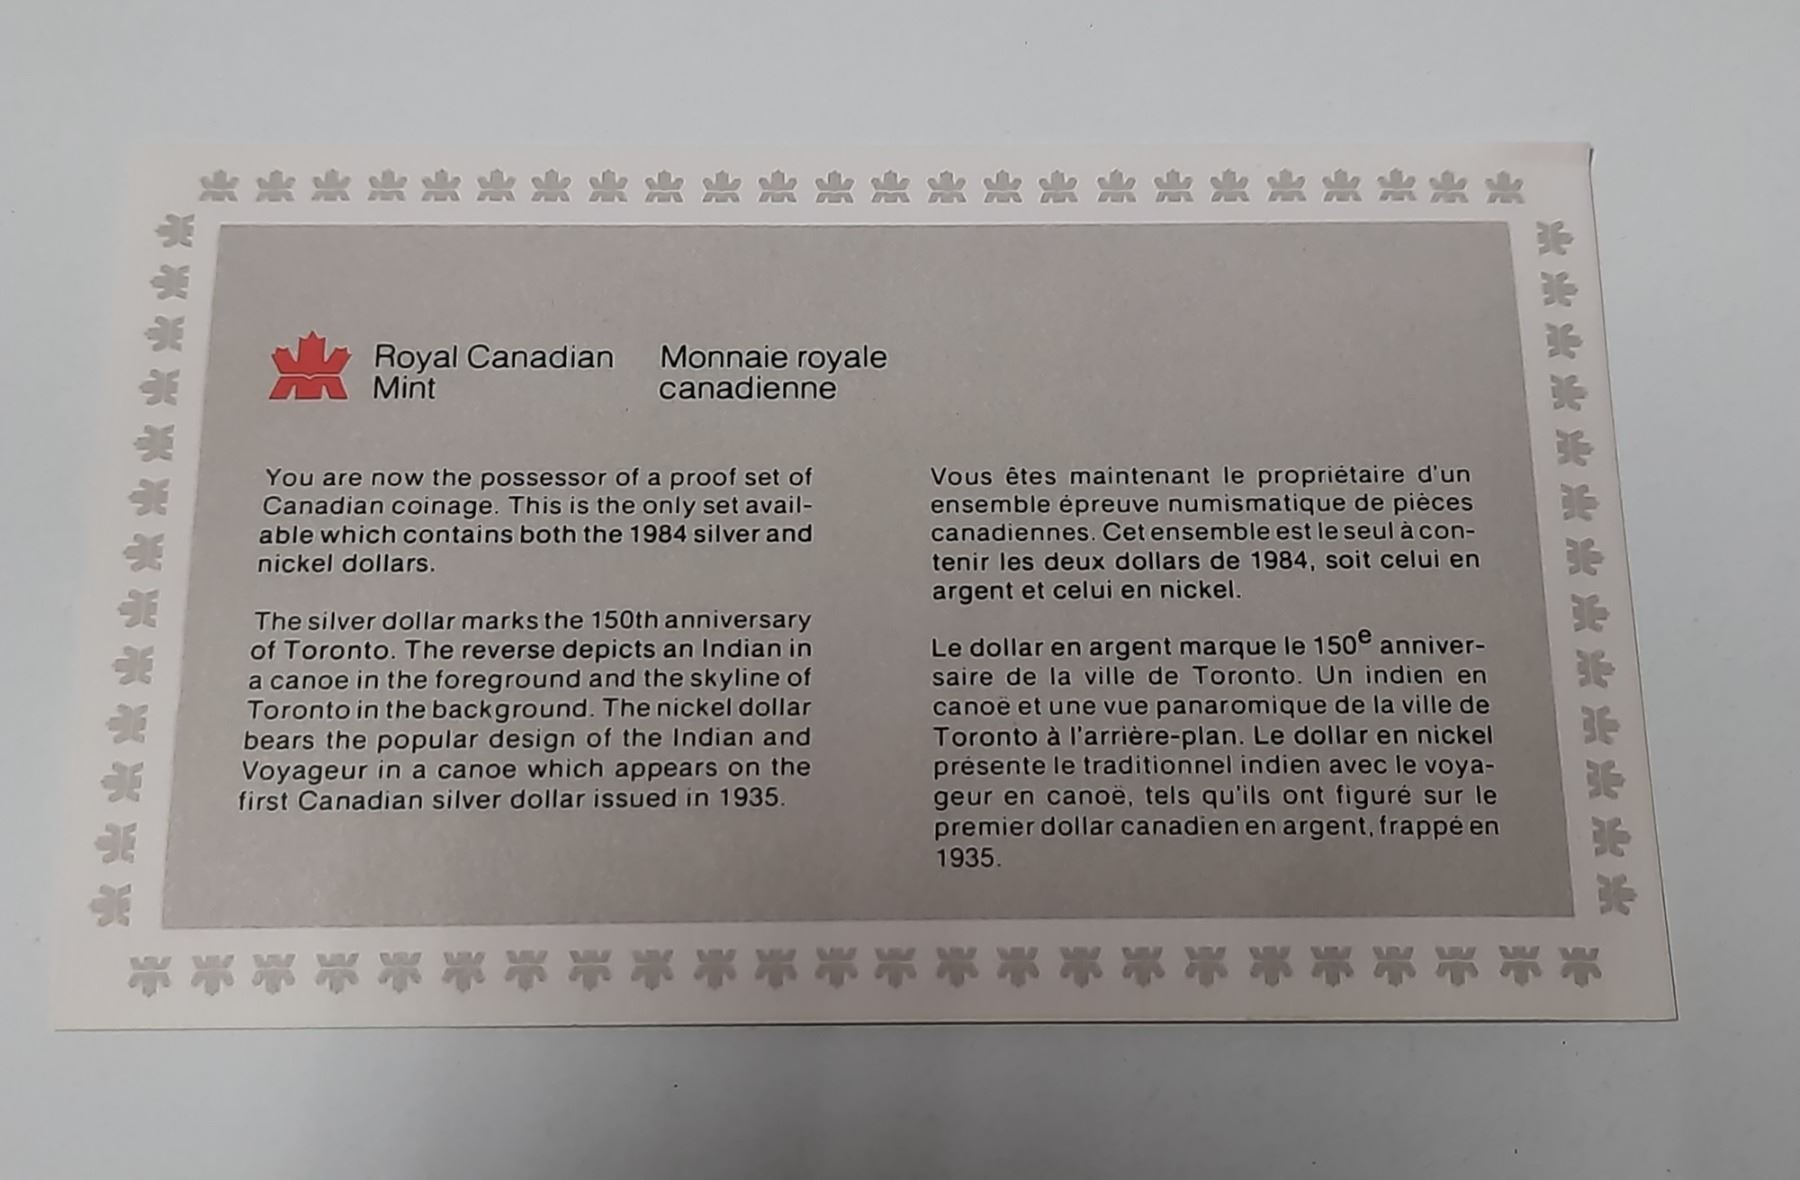 Royal Canadian
Mint
Monnaie royale
canadienne
You are now the possessor of a proof set of
Canadian coinage. This is the only set avail-
able which contains both the 1984 silver and
nickel dollars.
The silver dollar marks the 150th anniversary
of Toronto. The reverse depicts an Indian in
a canoe in the foreground and the skyline of
Toronto in the background. The nickel dollar
bears the popular design of the Indian and
Voyageur in a canoe which appears on the
first Canadian silver dollar issued in 1935.
Vous êtes maintenant le propriétaire d'un
ensemble épreuve numismatique de pièces
canadiennes. Cet ensemble est le seul à con-
tenir les deux dollars de 1984, soit celui en
argent et celui en nickel.
Le dollar en argent marque le 150e anniver-
saire de la ville de Toronto. Un indien en
canoë et une vue panaromique de la ville de
Toronto à l'arrière-plan. Le dollar en nickel
présente le traditionnel indien avec le voya-
geur en canoë, tels qu'ils ont figuré sur le
premier dollar canadien en argent, frappé en
1935.